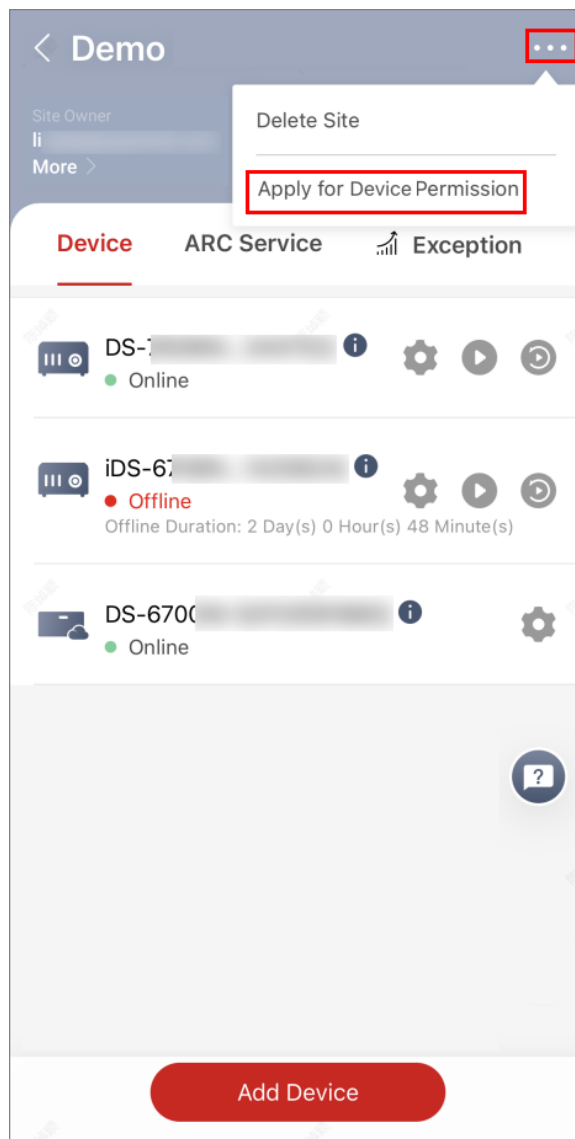 Demo
Site Owner
li
More
Delete Site
Apply for Device Permission
Device
ARC Service
Exception
DS-
Online
iDS-67
Offline
Offline Duration: 2 Day(s) 0 Hour(s) 48 Minute(s)
DS-6700
Online
Add Device